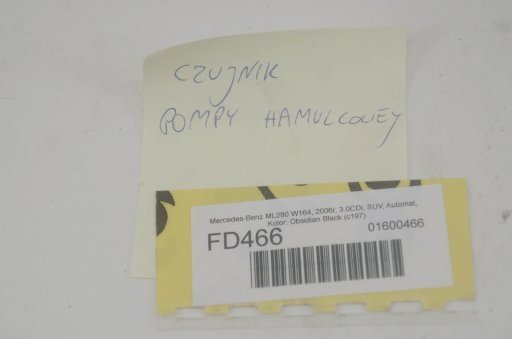 CZUJNIK
POMPY HAMULCOWEJ
Mercedes-Benz ML280 W164, 2006r, 3.0CDi, SUV, Automat,
Kolor: Obsidian Black (c197)
FD466 01600466